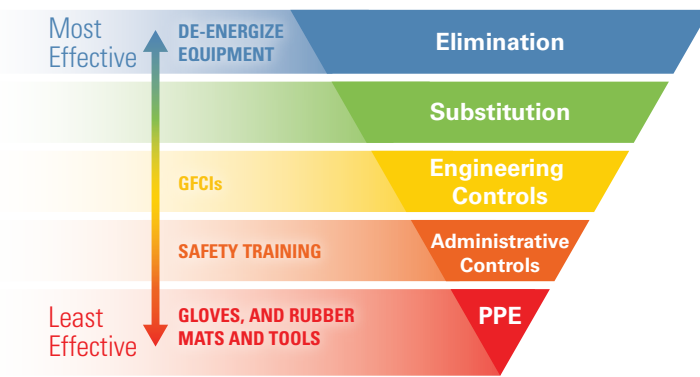 Most
Effective
DE-ENERGIZE
EQUIPMENT
Elimination
Substitution
GFCIs
Engineering
Controls
SAFETY TRAINING
Administrative
Controls
Least
Effective
GLOVES, AND RUBBER
MATS AND TOOLS
PPE